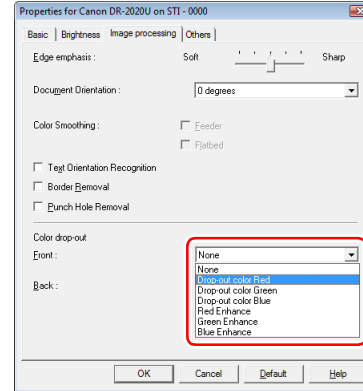 Properties for Canon DR-2020U on STI - 0000
Basic Brightness Image processing Others
Edge emphasis : Soft Sharp
Document Orientation : 0 degrees
Color Smoothing : Feeder
Flatbed
Text Orientation Recognition
Border Removal
Punch Hole Removal
Color drop-out
Front : None
None
Drop-out color Red
Back : Drop-out color Green
Drop-out color Blue
Red Enhance
Green Enhance
Blue Enhance
OK Cancel Default Help